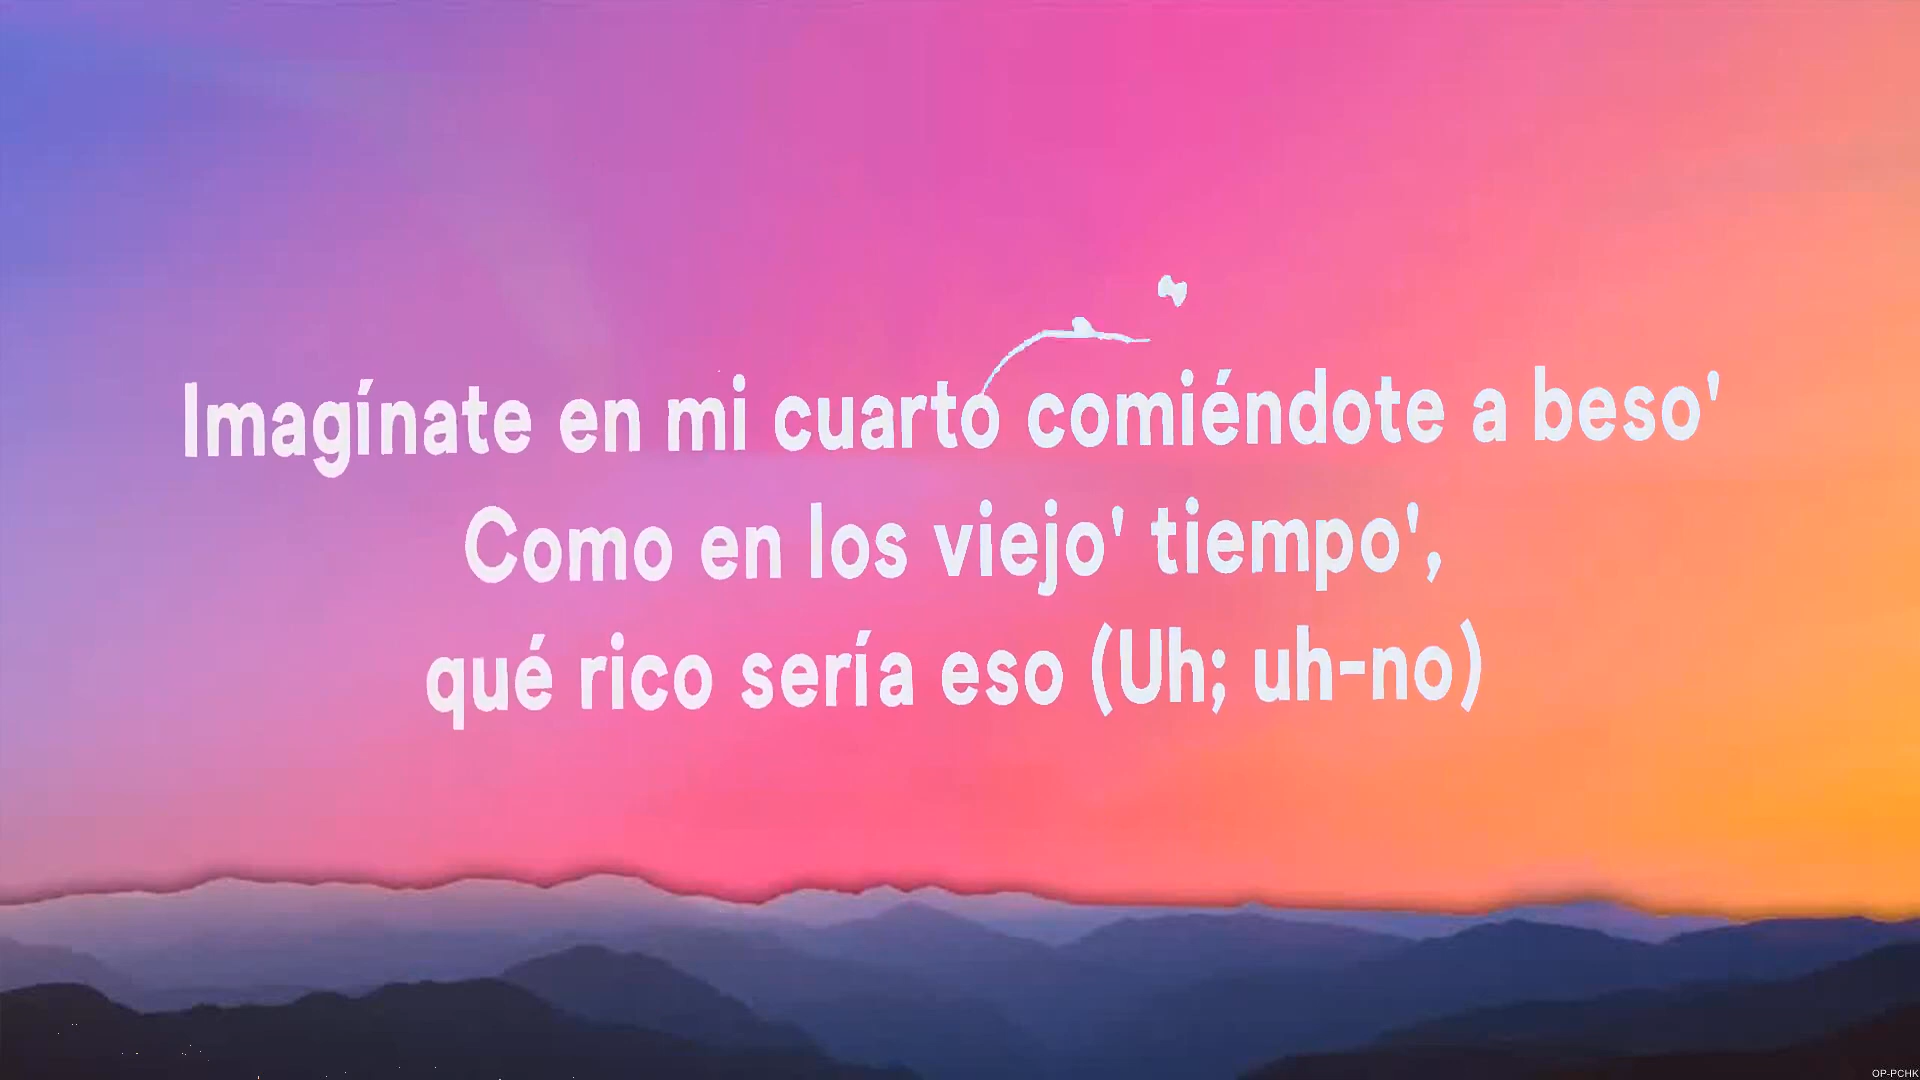 Imagínate en mi cuarto comiéndote a beso'
Como en los viejo' tiempo',
qué rico sería eso (Uh; uh-no)
OP-PCHK